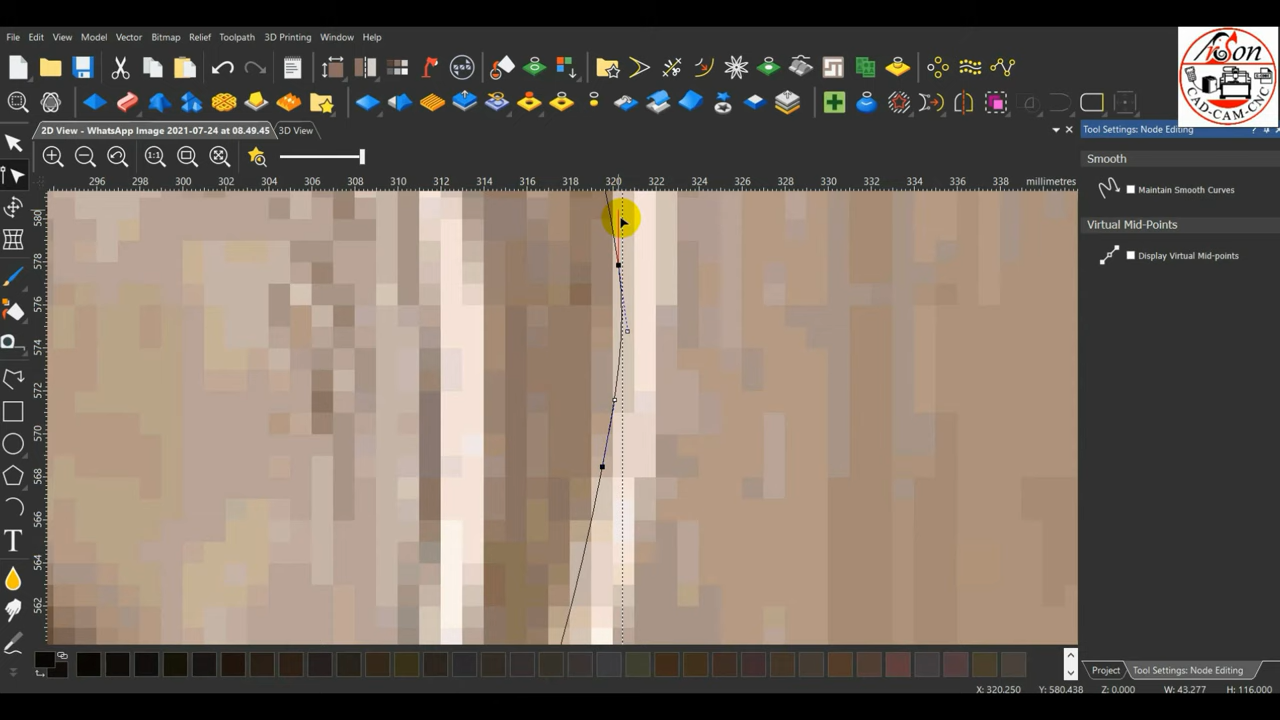 File Edit View Model Vector Bitmap Relief Toolpath 3D Printing Window Help
ArtSon
CAD-CAM-CNC
2D View - WhatsApp Image 2021-07-24 at 08.49.45 3D View
Tool Settings: Node Editing
1:1
Smooth
296 298 300 302 304 306 308 310 312 314 316 318 320 322 324 326 328 330 332 334 336 338 millimetres
Maintain Smooth Curves
Virtual Mid-Points
Display Virtual Mid-points
580
578
576
574
572
570
568
566
564
562
T
Project Tool Settings: Node Editing
X: 320.250 Y: 580.438 Z: 0.000 W: 43.277 H: 116.000